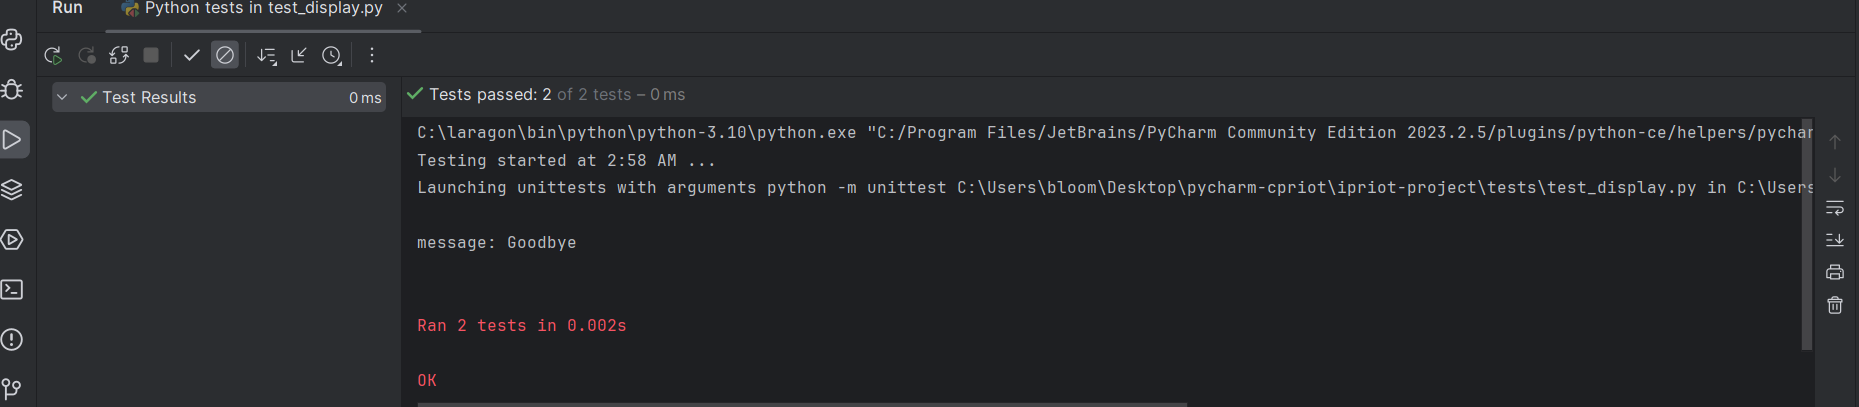 Run
Python tests in test_display.py
Test Results
0 ms
Tests passed: 2 of 2 tests – 0 ms
C:\laragon\bin\python\python-3.10\python.exe "C:/Program Files/JetBrains/PyCharm Community Edition 2023.2.5/plugins/python-ce/helpers/pychar
Testing started at 2:58 AM ...
Launching unittests with arguments python -m unittest C:\Users\bloom\Desktop\pycharm-cpriot\ipriot-project\tests\test_display.py in C:\Users
message: Goodbye
Ran 2 tests in 0.002s
OK